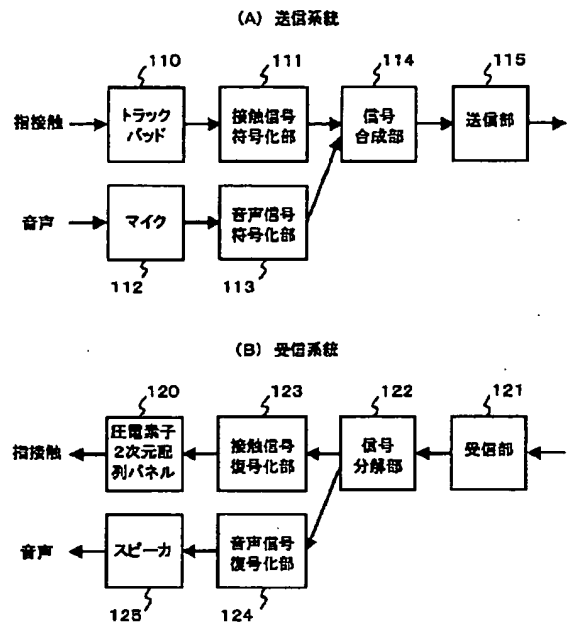 (A) 送信系統
110
111
114
115
指接触
トラック
パッド
接触信号
符号化部
信号
合成部
送信部
音声
マイク
音声信号
符号化部
112
113
(B) 受信系統
120
123
122
121
指接触
圧電素子
2次元配
列パネル
接触信号
復号化部
信号
分解部
受信部
音声
スピーカ
音声信号
復号化部
125
124